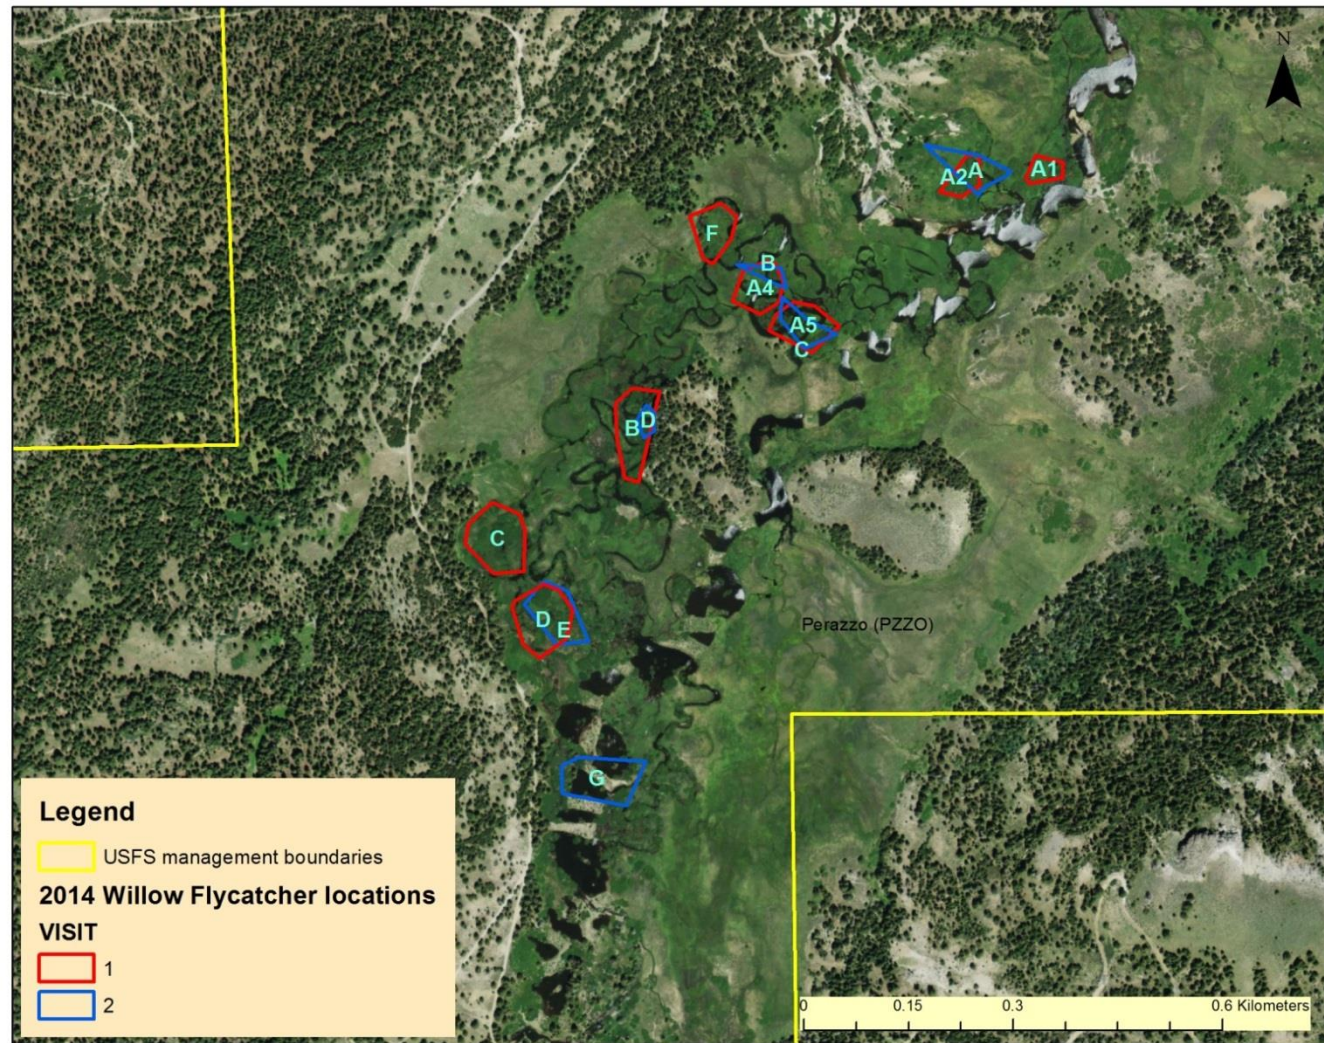 N
A2
A
A1
F
B
A4
A5
C
B
D
C
D
E
Perazzo (PZZO)
G
Legend
USFS management boundaries
2014 Willow Flycatcher locations
VISIT
1
2
0 0.15 0.3 0.6 Kilometers